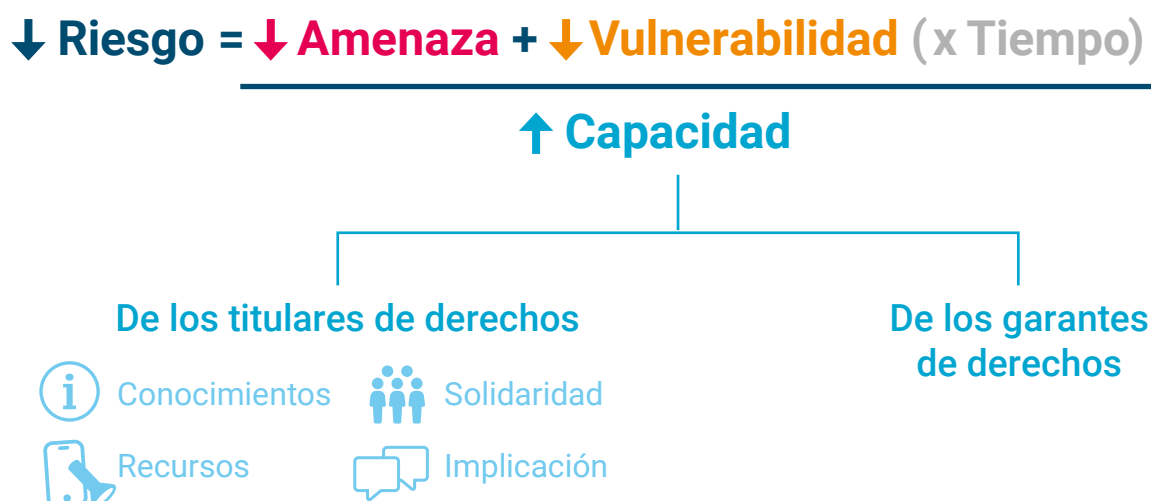 ↓ Riesgo = ↓ Amenaza + ↓ Vulnerabilidad (x Tiempo)
↑ Capacidad
De los titulares de derechos
De los garantes
de derechos
Conocimientos
Solidaridad
Recursos
Implicación